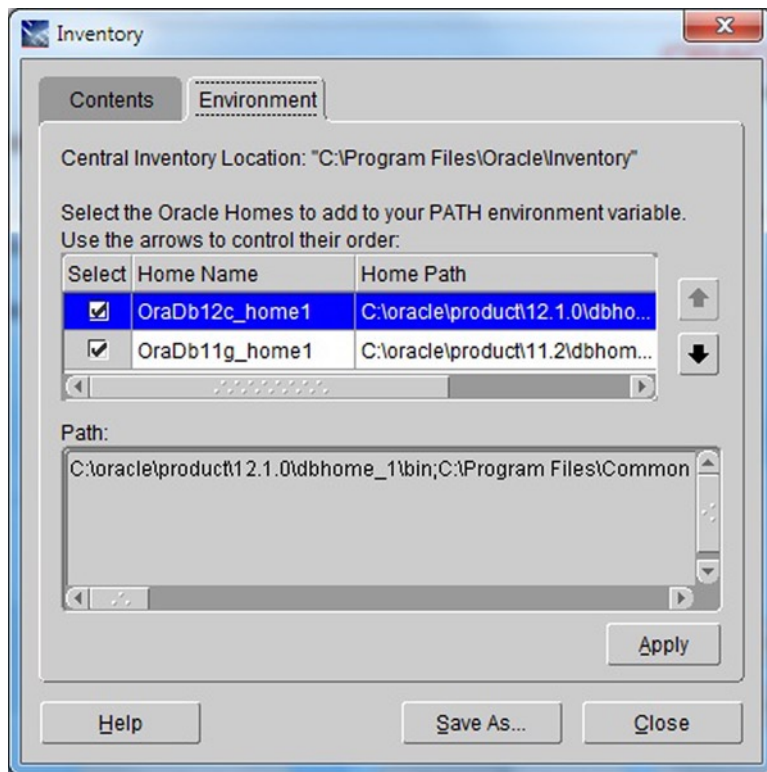 Inventory
Contents
Environment
Central Inventory Location: "C:\Program Files\Oracle\Inventory"
Select the Oracle Homes to add to your PATH environment variable.
Use the arrows to control their order:
Select Home Name Home Path
OraDb12c_home1 C:\oracle\product\12.1.0\dbho...
OraDb11g_home1 C:\oracle\product\11.2\dbhom...
Path:
C:\oracle\product\12.1.0\dbhome_1\bin;C:\Program Files\Common
Apply
Help Save As... Close